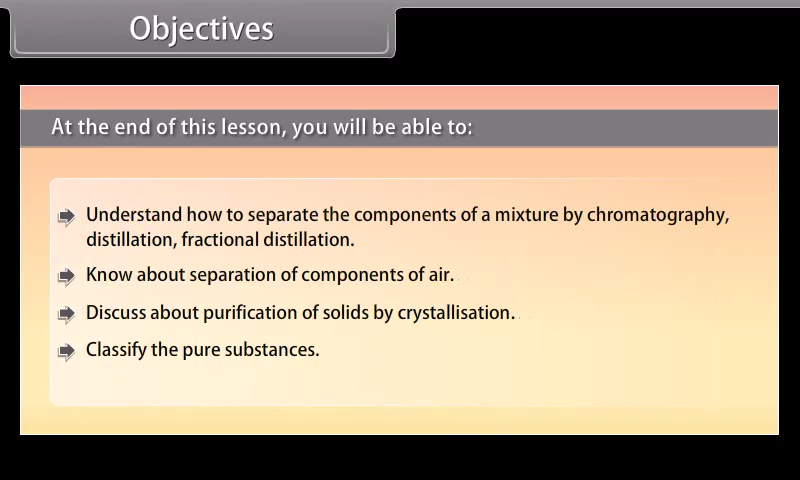 Objectives
At the end of this lesson, you will be able to:
Understand how to separate the components of a mixture by chromatography,
distillation, fractional distillation.
Know about separation of components of air.
Discuss about purification of solids by crystallisation.
Classify the pure substances.